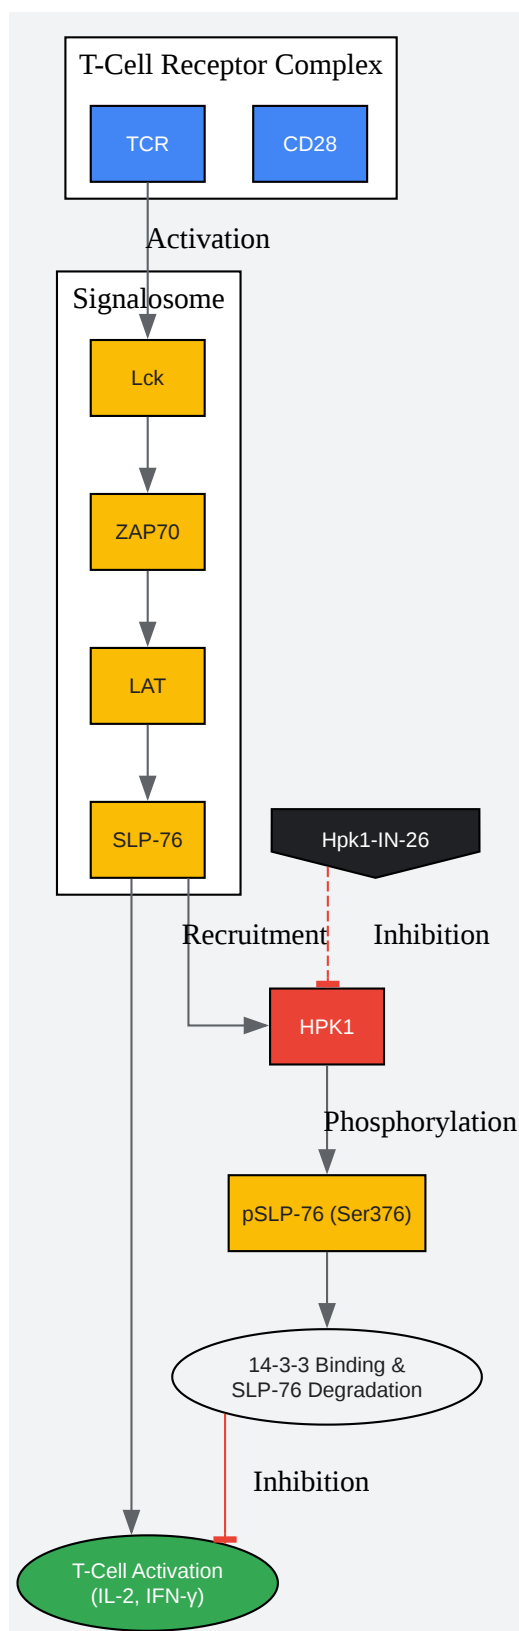 T-Cell Receptor Complex
TCR
CD28
Activation
Signalosome
Lck
ZAP70
LAT
SLP-76
Hpk1-IN-26
Recruitment
Inhibition
HPK1
Phosphorylation
pSLP-76 (Ser376)
14-3-3 Binding &
SLP-76 Degradation
Inhibition
T-Cell Activation
(IL-2, IFN-γ)